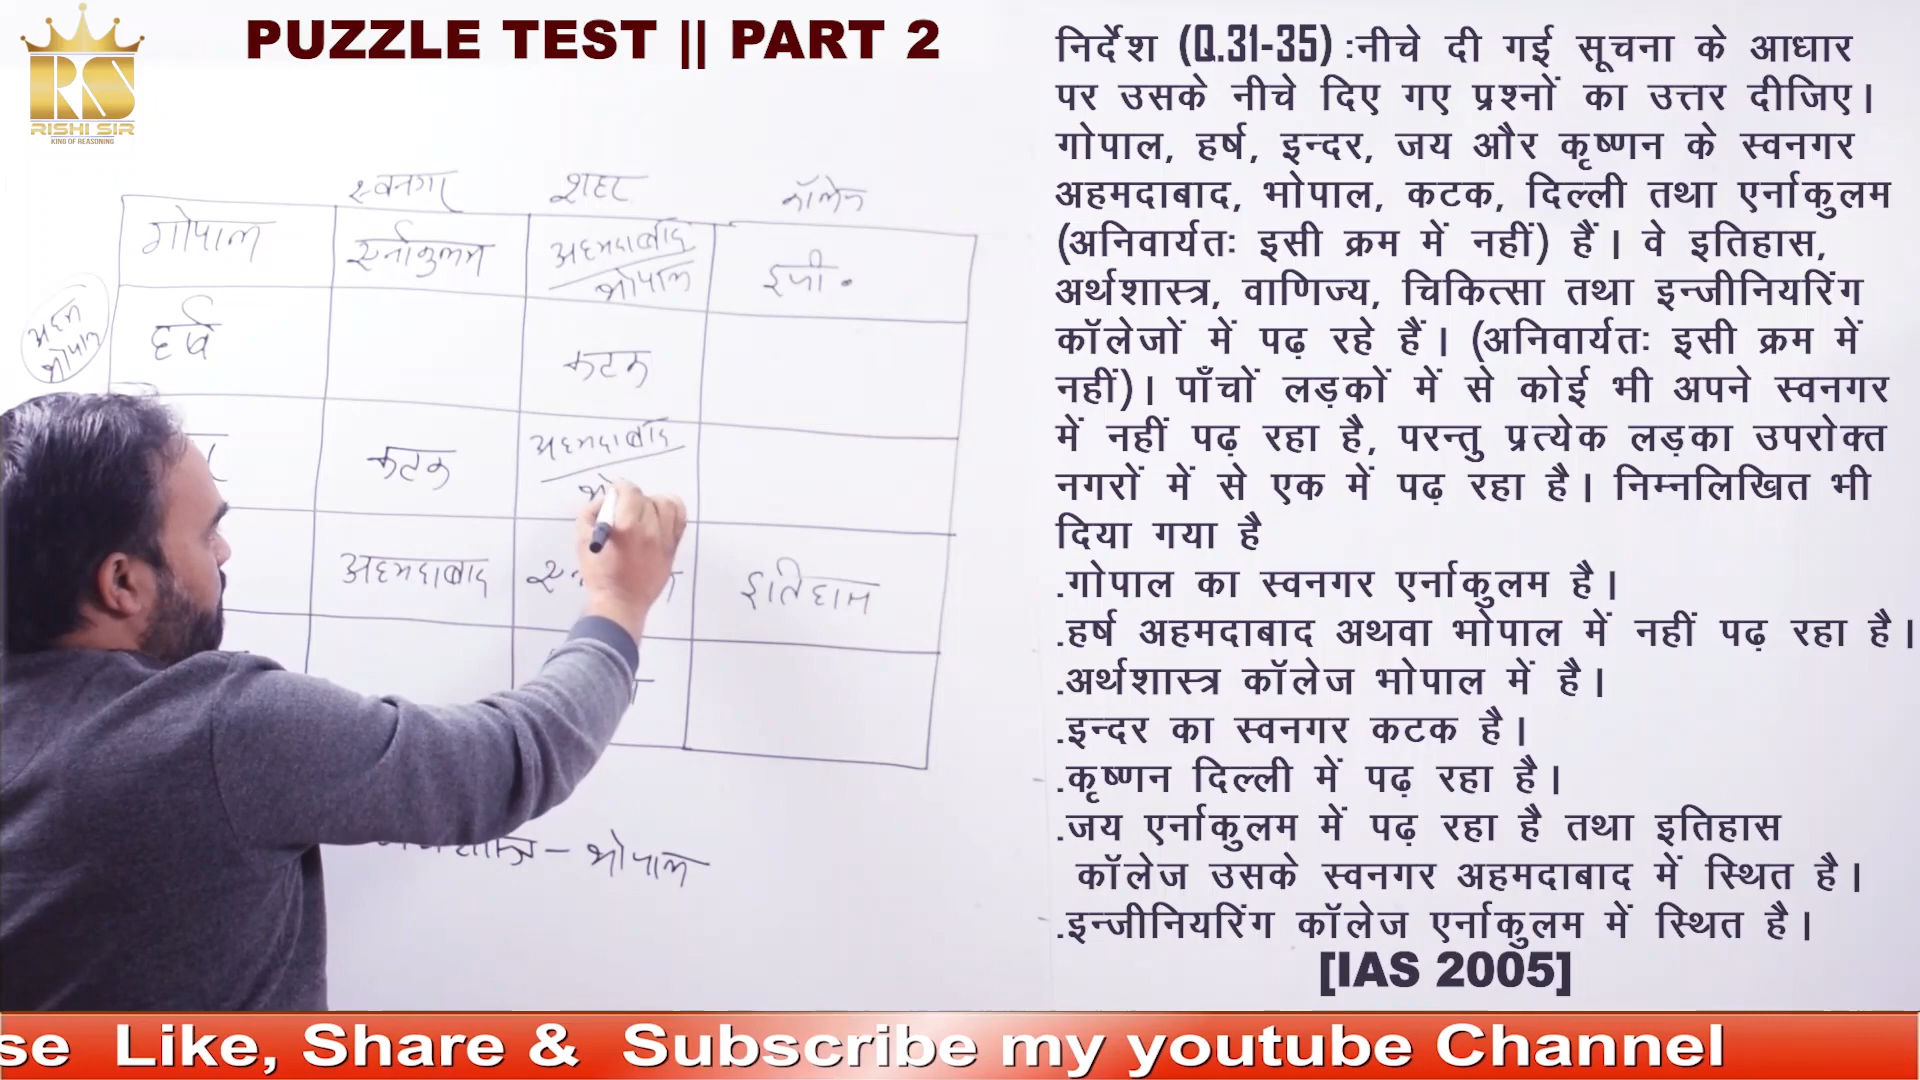 PUZZLE TEST || PART 2
RS
RISHI SIR
KING OF REASONING
निर्देश (Q.31-35) :नीचे दी गई सूचना के आधार
पर उसके नीचे दिए गए प्रश्नों का उत्तर दीजिए।
गोपाल, हर्ष, इन्दर, जय और कृष्णन के स्वनगर
अहमदाबाद, भोपाल, कटक, दिल्ली तथा एर्नाकुलम
(अनिवार्यतः इसी क्रम में नहीं) हैं। वे इतिहास,
अर्थशास्त्र, वाणिज्य, चिकित्सा तथा इन्जीनियरिंग
कॉलेजों में पढ़ रहे हैं। (अनिवार्यतः इसी क्रम में
नहीं)। पाँचों लड़कों में से कोई भी अपने स्वनगर
में नहीं पढ़ रहा है, परन्तु प्रत्येक लड़का उपरोक्त
नगरों में से एक में पढ़ रहा है। निम्नलिखित भी
दिया गया है
.गोपाल का स्वनगर एर्नाकुलम है।
.हर्ष अहमदाबाद अथवा भोपाल में नहीं पढ़ रहा है।
.अर्थशास्त्र कॉलेज भोपाल में है।
.इन्दर का स्वनगर कटक है।
.कृष्णन दिल्ली में पढ़ रहा है।
.जय एर्नाकुलम में पढ़ रहा है तथा इतिहास
कॉलेज उसके स्वनगर अहमदाबाद में स्थित है।
.इन्जीनियरिंग कॉलेज एर्नाकुलम में स्थित है।
[IAS 2005]
स्वनगर शहर कॉलेज
गोपाल एर्नाकुलम अहमदाबाद
भोपाल इंजी.
हर्ष कटक
अहम
भोपाल
कटक अहमदाबाद
अहमदाबाद इतिहास
– भोपाल
se Like, Share & Subscribe my youtube Channel